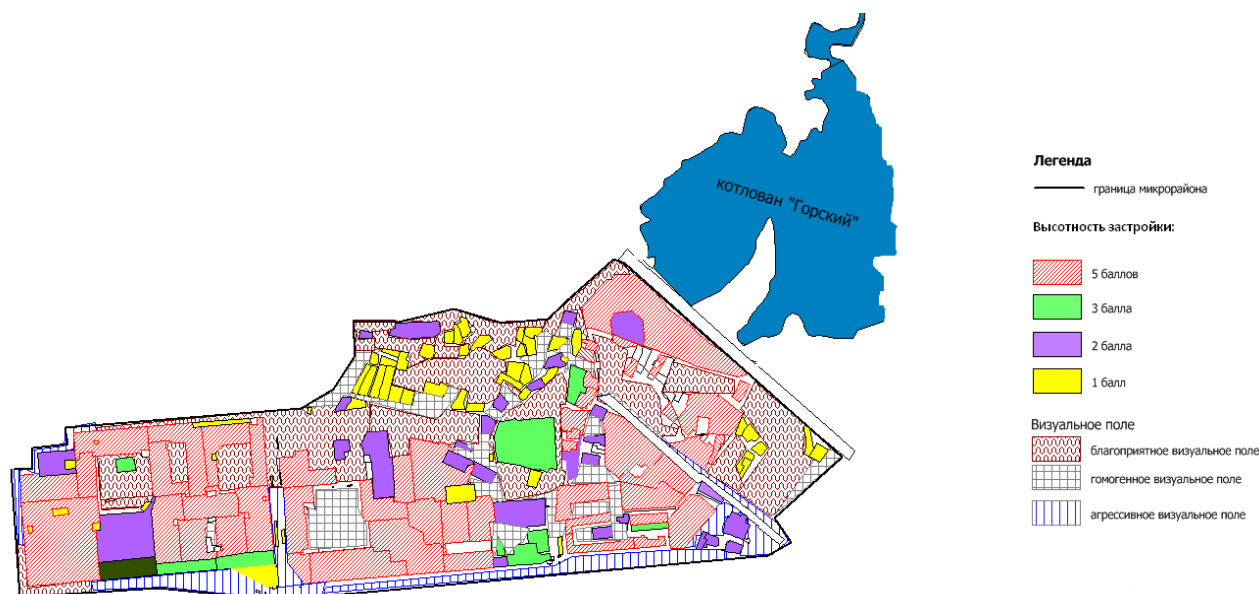 котлован "Горский"
Легенда
граница микрорайона
Высотность застройки:
5 баллов
3 балла
2 балла
1 балл
Визуальное поле
благоприятное визуальное поле
гомогенное визуальное поле
агрессивное визуальное поле